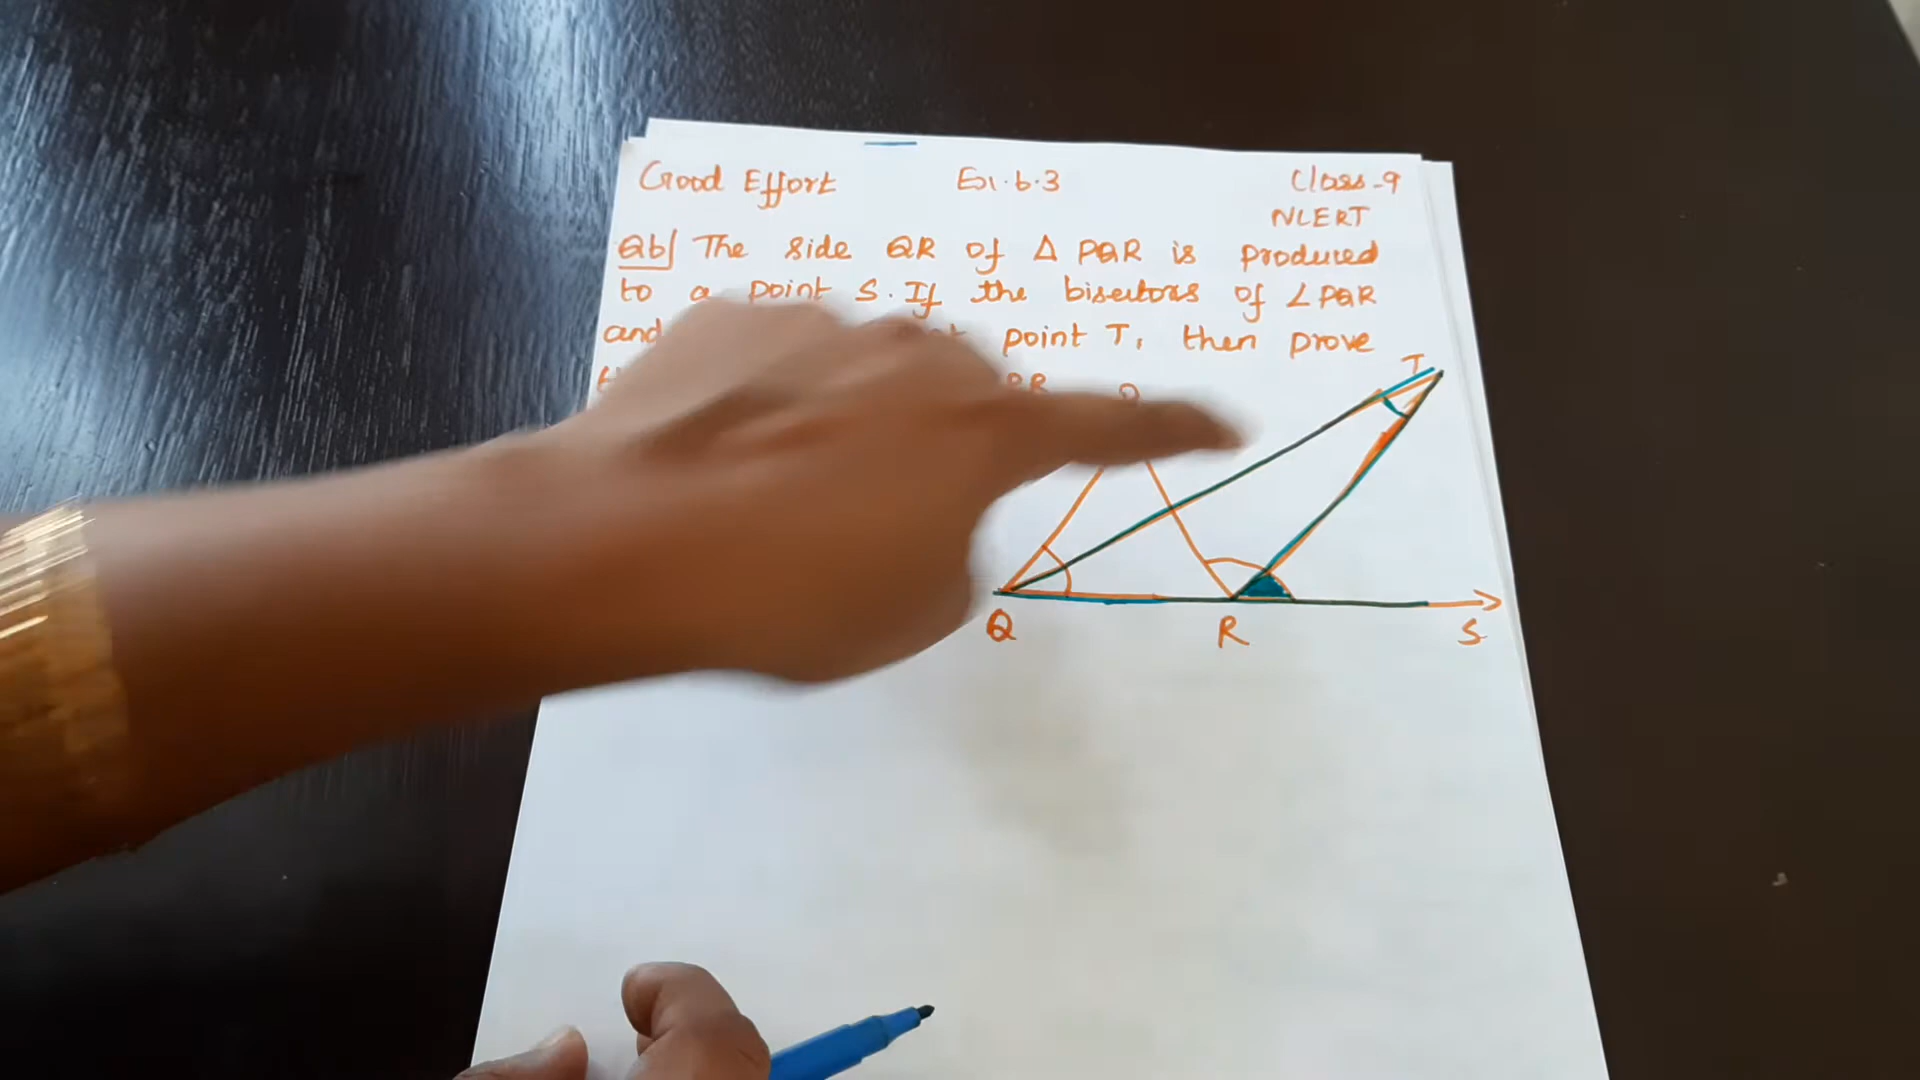 Good Effort Ex.6.3 Class-9
NCERT
Q6) The side QR of Δ PQR is produced
to a point S. If the bisectors of ∠PQR
and point T, then prove
PR
T
Q R S